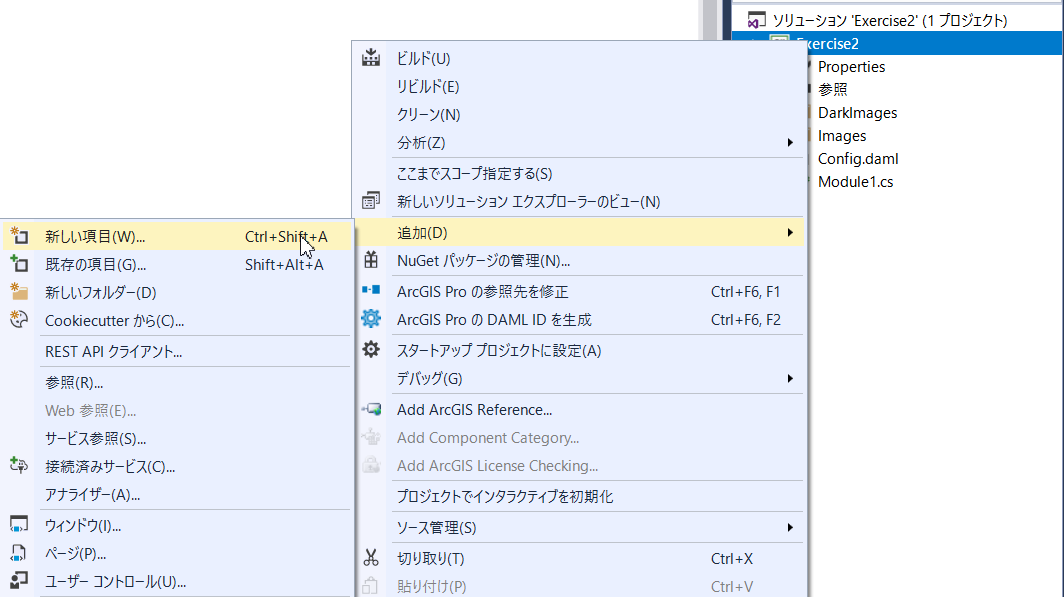 ソリューション 'Exercise2' (1 プロジェクト)
Exercise2
Properties
参照
DarkImages
Images
Config.daml
Module1.cs
ビルド(U)
リビルド(E)
クリーン(N)
分析(Z)
ここまでスコープ指定する(S)
新しいソリューション エクスプローラーのビュー(N)
追加(D)
NuGet パッケージの管理(N)...
ArcGIS Pro の参照先を修正 Ctrl+F6, F1
ArcGIS Pro の DAML ID を生成 Ctrl+F6, F2
スタートアップ プロジェクトに設定(A)
デバッグ(G)
Add ArcGIS Reference...
Add Component Category...
Add ArcGIS License Checking...
プロジェクトでインタラクティブを初期化
ソース管理(S)
切り取り(T) Ctrl+X
貼り付け(P) Ctrl+V
新しい項目(W)... Ctrl+Shift+A
既存の項目(G)... Shift+Alt+A
新しいフォルダー(D)
Cookiecutter から(C)...
REST API クライアント...
参照(R)...
Web 参照(E)...
サービス参照(S)...
接続済みサービス(C)...
アナライザー(A)...
ウィンドウ(I)...
ページ(P)...
ユーザー コントロール(U)...